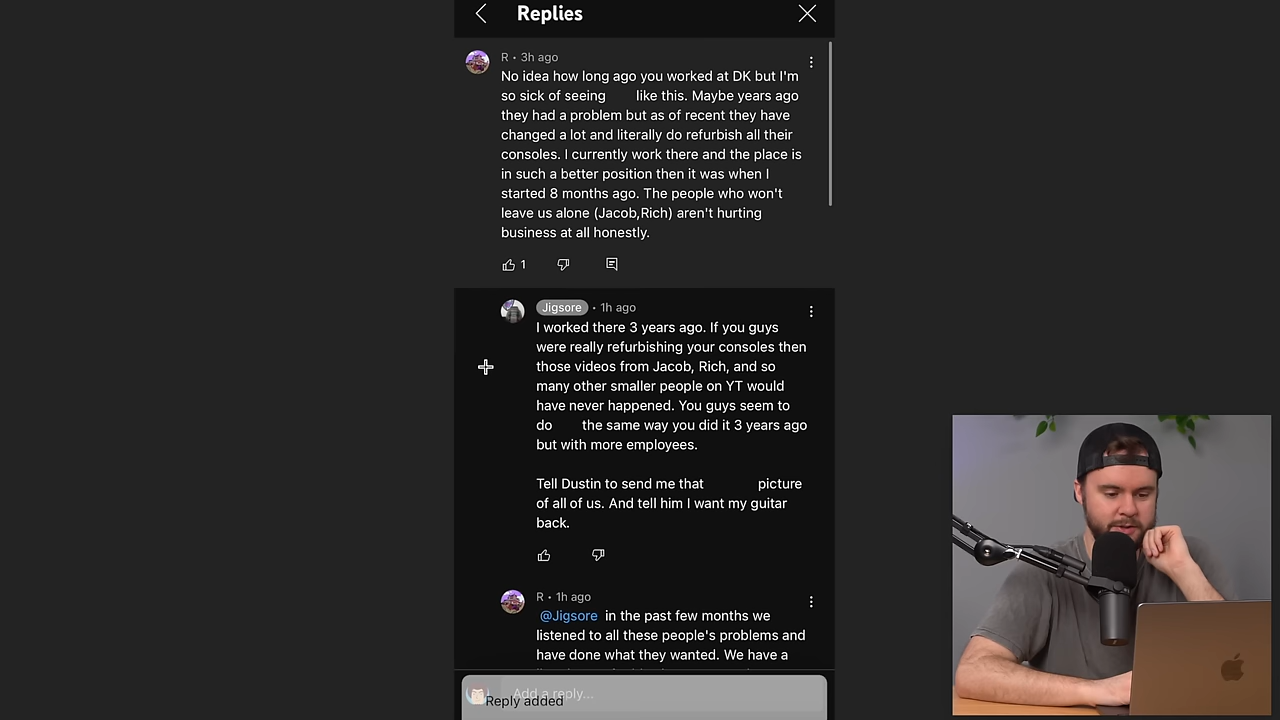 Replies
R • 3h ago
No idea how long ago you worked at DK but I'm
so sick of seeing like this. Maybe years ago
they had a problem but as of recent they have
changed a lot and literally do refurbish all their
consoles. I currently work there and the place is
in such a better position then it was when I
started 8 months ago. The people who won't
leave us alone (Jacob,Rich) aren't hurting
business at all honestly.
1
Jigsore • 1h ago
I worked there 3 years ago. If you guys
were really refurbishing your consoles then
those videos from Jacob, Rich, and so
many other smaller people on YT would
have never happened. You guys seem to
do the same way you did it 3 years ago
but with more employees.
Tell Dustin to send me that picture
of all of us. And tell him I want my guitar
back.
R • 1h ago
@Jigsore in the past few months we
listened to all these people's problems and
have done what they wanted. We have a
Add a reply...
Reply added